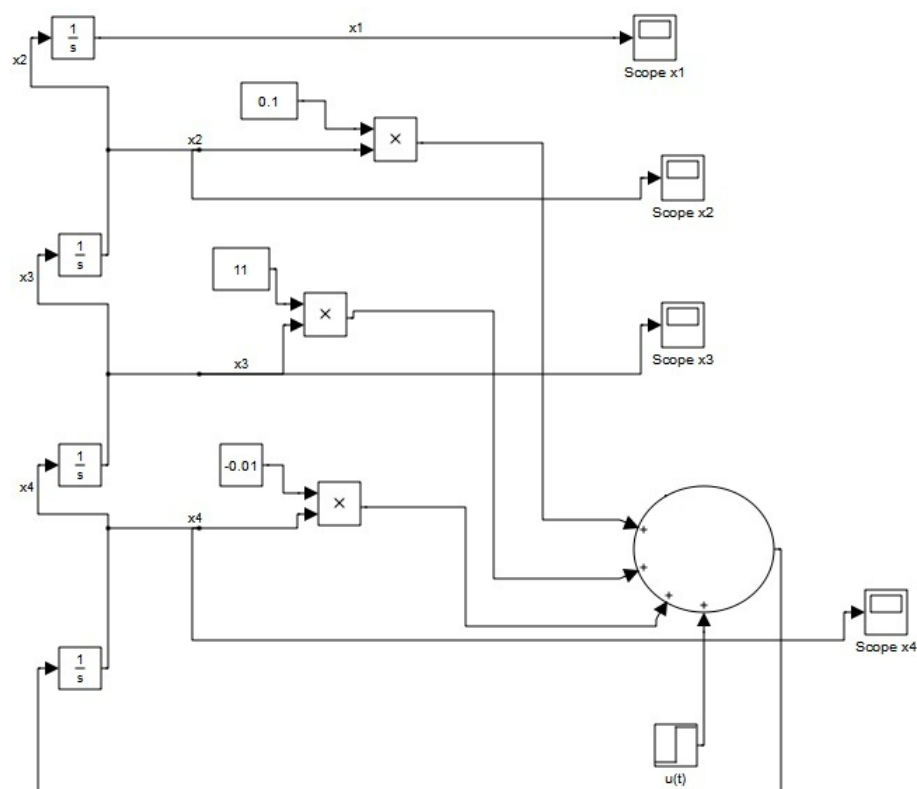 1
s
x1
Scope x1
x2
0.1
×
x2
Scope x2
1
s
x3
11
×
x3
Scope x3
1
s
x4
-0.01
×
x4
+
+
+
+
Scope x4
1
s
u(t)